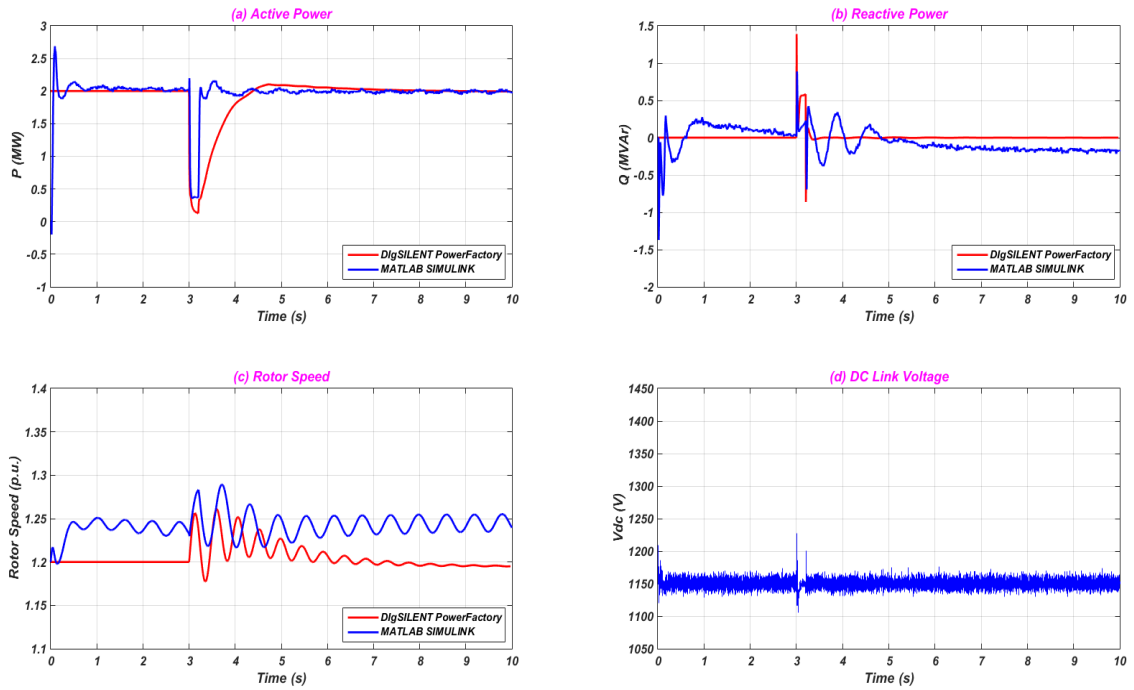 (a) Active Power
3
2.5
2
1.5
1
0.5
0
-0.5
-1
P (MW)
DIgSILENT PowerFactory
MATLAB SIMULINK
0 1 2 3 4 5 6 7 8 9 10
Time (s)
(b) Reactive Power
1.5
1
0.5
0
-0.5
-1
-1.5
-2
Q (MVAr)
DIgSILENT PowerFactory
MATLAB SIMULINK
0 1 2 3 4 5 6 7 8 9 10
Time (s)
(c) Rotor Speed
1.4
1.35
1.3
1.25
1.2
1.15
1.1
Rotor Speed (p.u.)
DIgSILENT PowerFactory
MATLAB SIMULINK
0 1 2 3 4 5 6 7 8 9 10
Time (s)
(d) DC Link Voltage
1450
1400
1350
1300
1250
1200
1150
1100
1050
Vdc (V)
0 1 2 3 4 5 6 7 8 9 10
Time (s)